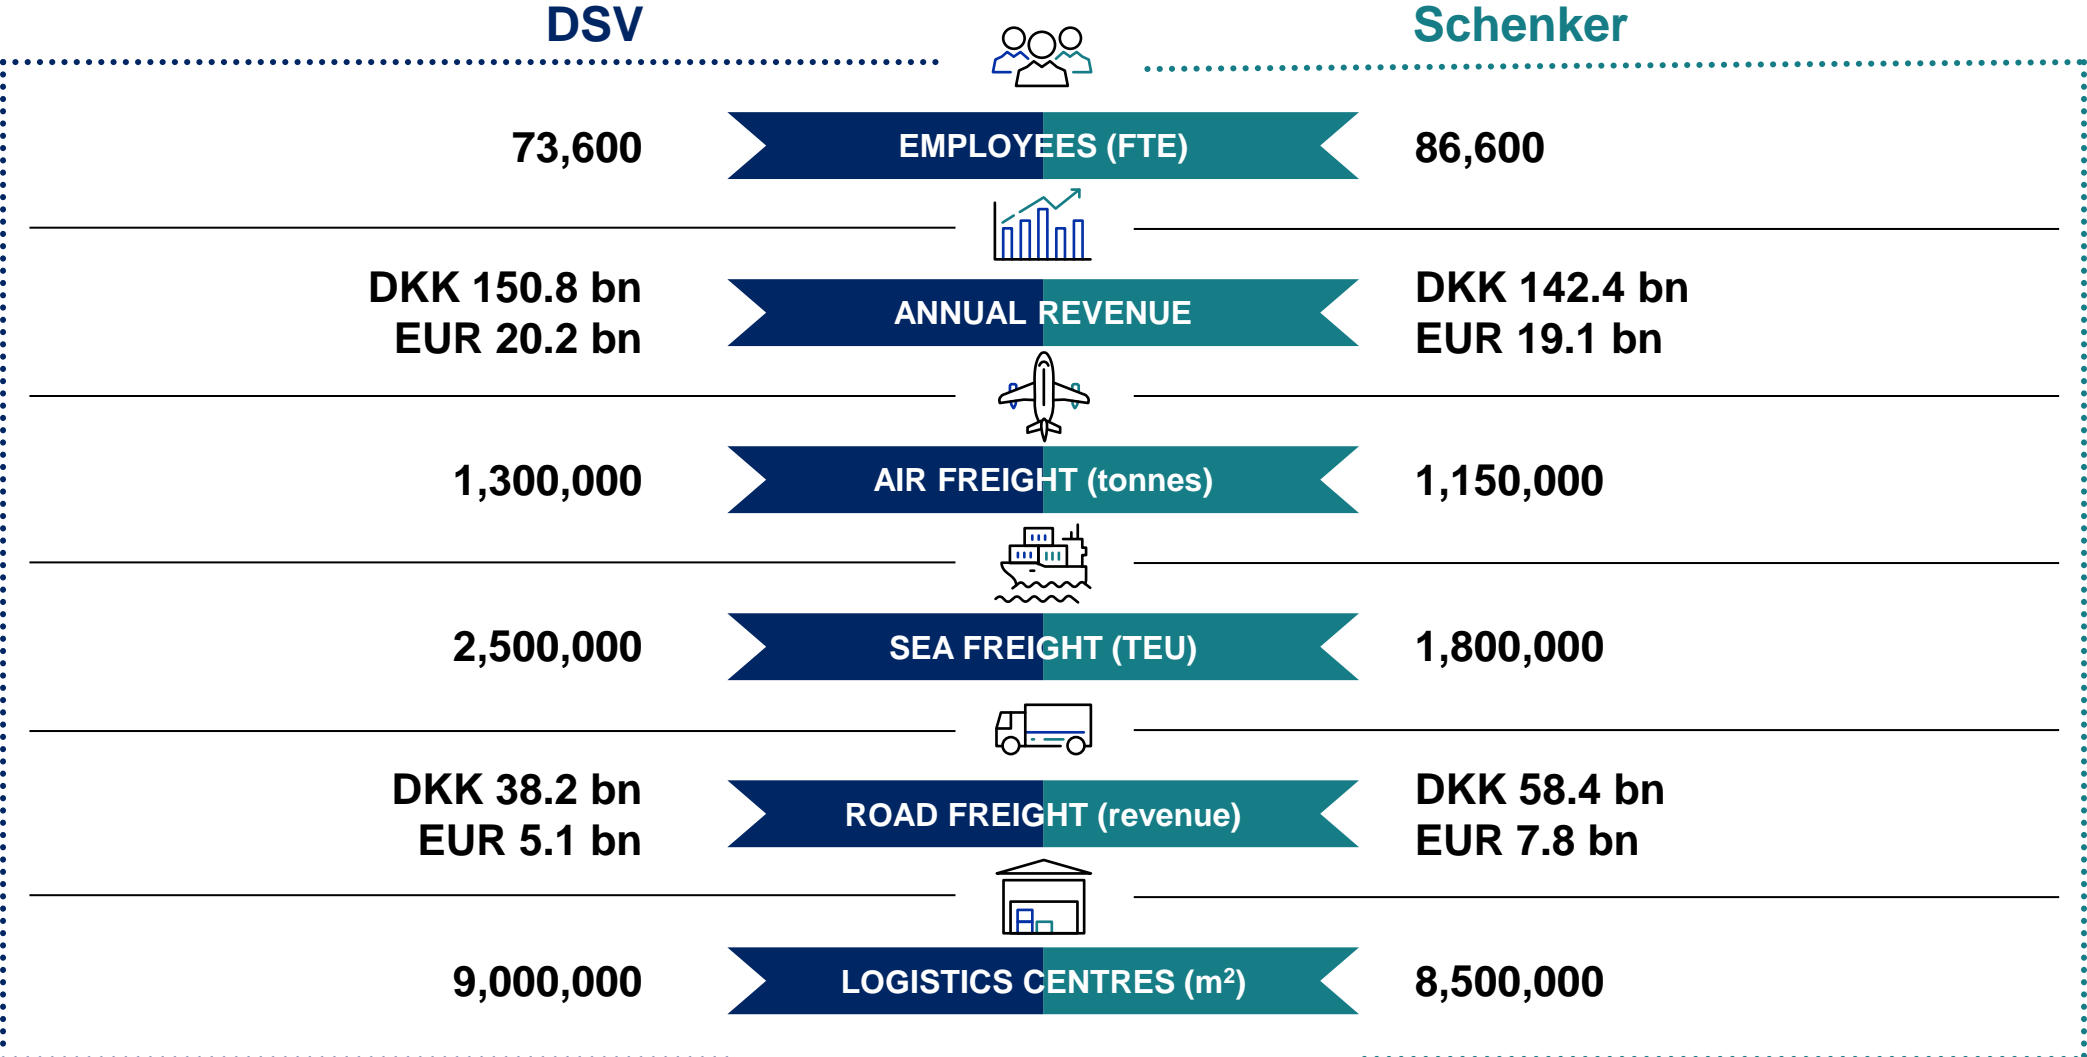 DSV
Schenker
73,600
EMPLOYEES (FTE)
86,600
DKK 150.8 bn
EUR 20.2 bn
ANNUAL REVENUE
DKK 142.4 bn
EUR 19.1 bn
1,300,000
AIR FREIGHT (tonnes)
1,150,000
2,500,000
SEA FREIGHT (TEU)
1,800,000
DKK 38.2 bn
EUR 5.1 bn
ROAD FREIGHT (revenue)
DKK 58.4 bn
EUR 7.8 bn
9,000,000
LOGISTICS CENTRES (m²)
8,500,000